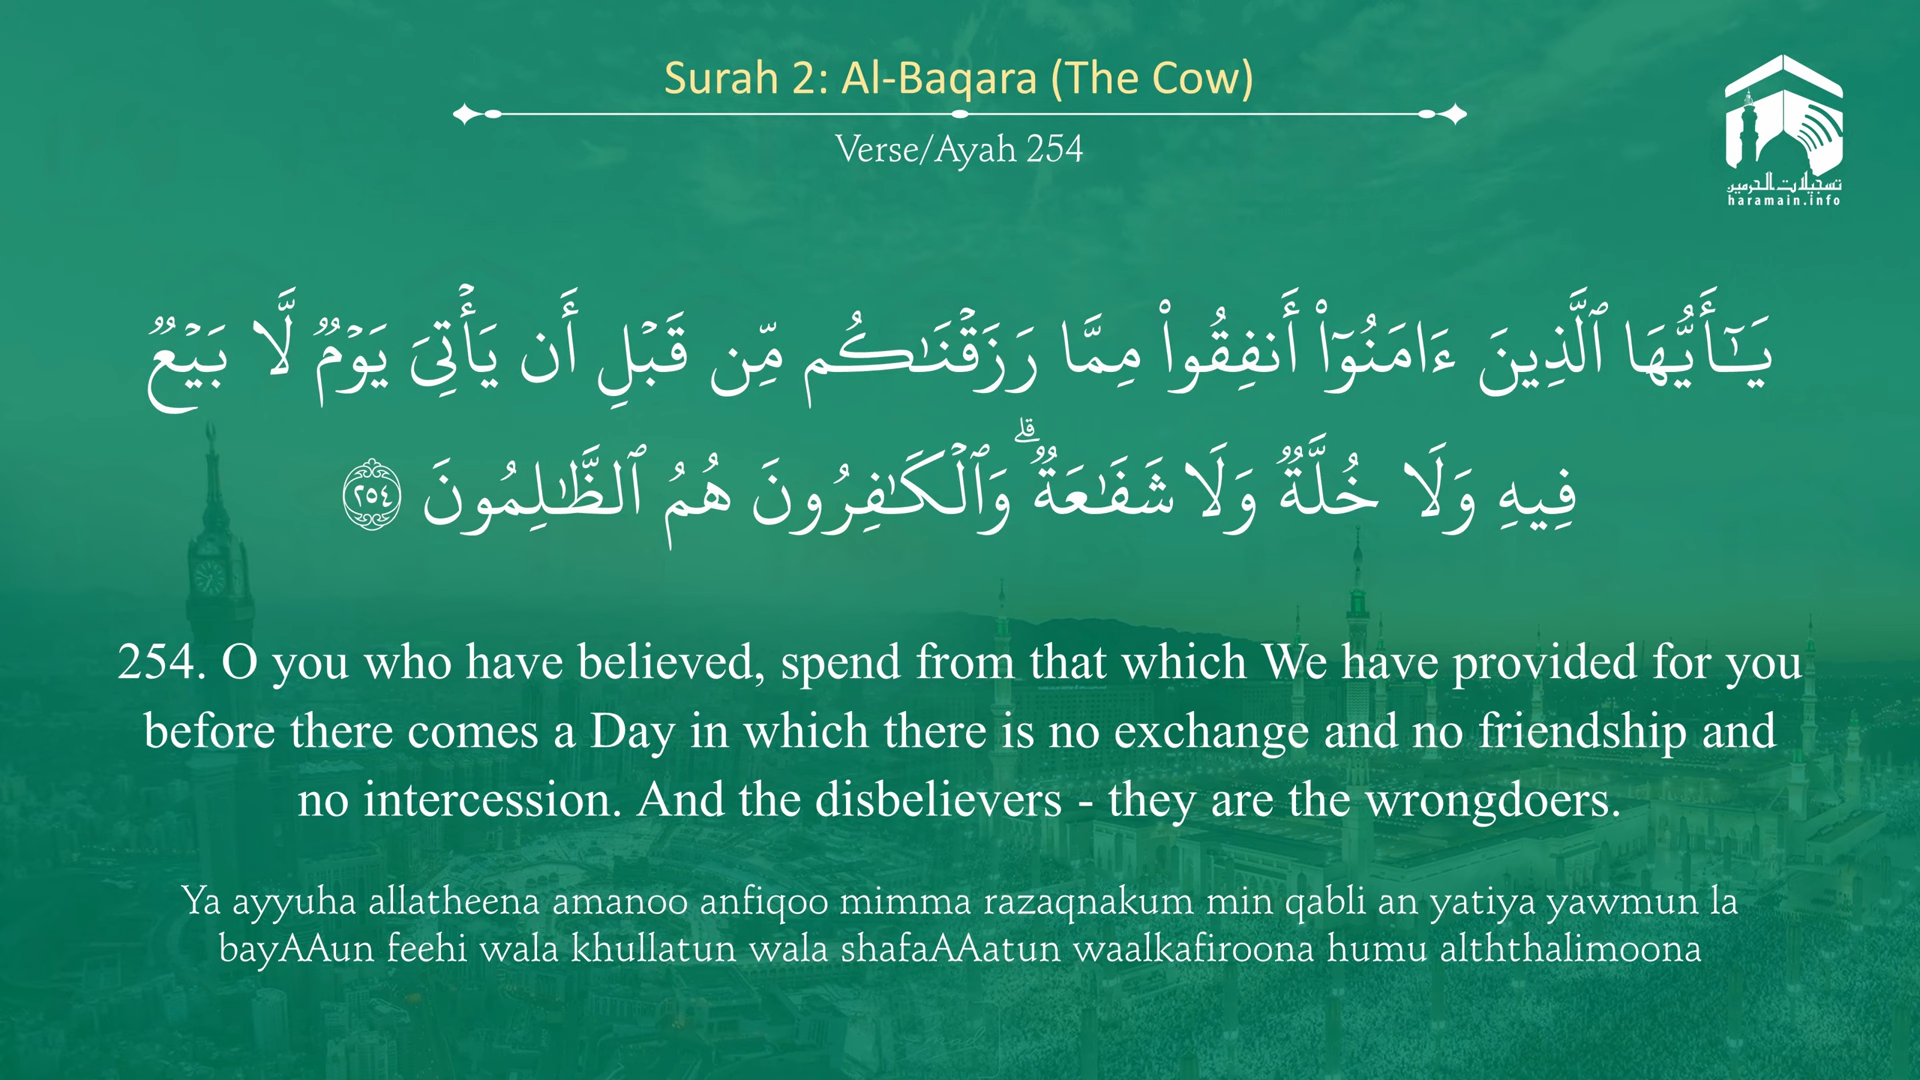 Surah 2: Al-Baqara (The Cow)
Verse/Ayah 254
تسجيلات الحرمين
haramain.info
يَـٰٓأَيُّهَا ٱلَّذِينَ ءَامَنُوٓا۟ أَنفِقُوا۟ مِمَّا رَزَقْنَـٰكُم مِّن قَبْلِ أَن يَأْتِىَ يَوْمٌ لَّا بَيْعٌ
فِيهِ وَلَا خُلَّةٌ وَلَا شَفَـٰعَةٌ ۗ وَٱلْكَـٰفِرُونَ هُمُ ٱلظَّـٰلِمُونَ ٢٥٤
254. O you who have believed, spend from that which We have provided for you
before there comes a Day in which there is no exchange and no friendship and
no intercession. And the disbelievers - they are the wrongdoers.
Ya ayyuha allatheena amanoo anfiqoo mimma razaqnakum min qabli an yatiya yawmun la
bayAAun feehi wala khullatun wala shafaAAatun waalkafiroona humu alththalimoona